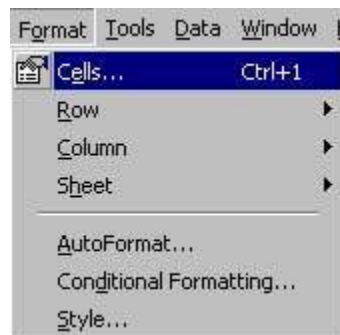 Format Tools Data Window
Cells... Ctrl+1
Row
Column
Sheet
AutoFormat...
Conditional Formatting...
Style...